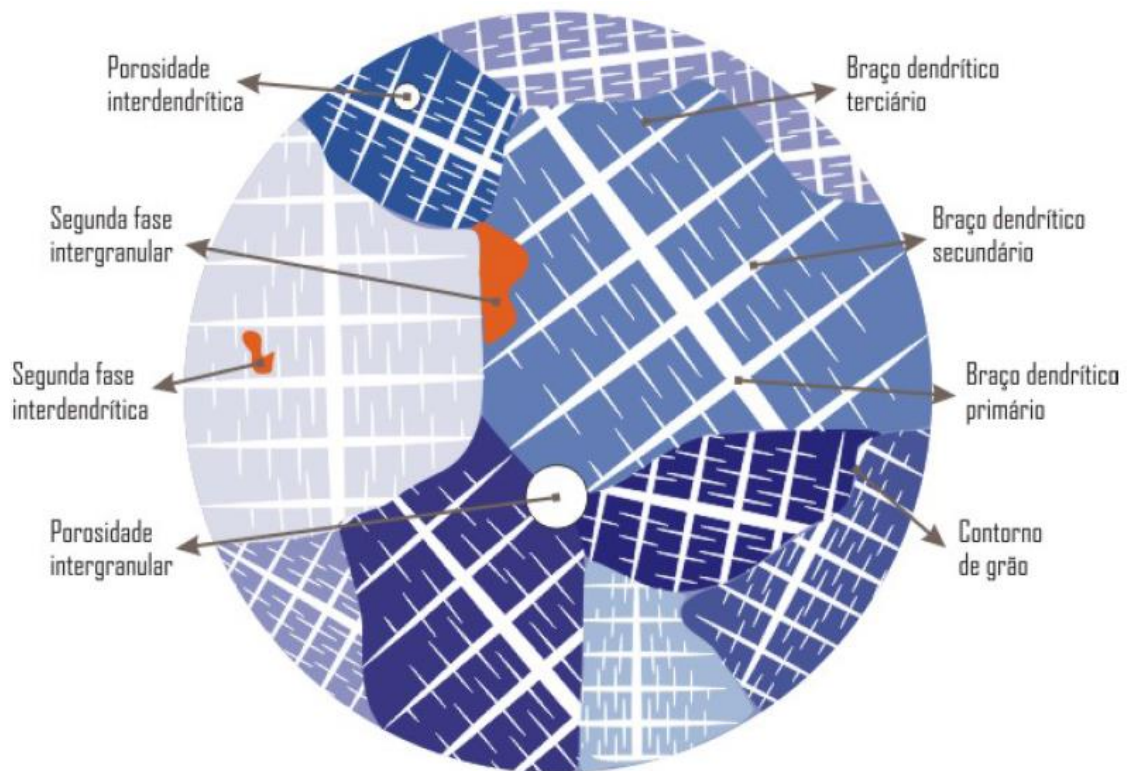 Porosidade
interdendrítica
Braço dendrítico
terciário
Segunda fase
intergranular
Braço dendrítico
secundário
Segunda fase
interdendrítica
Braço dendrítico
primário
Porosidade
intergranular
Contorno
de grão